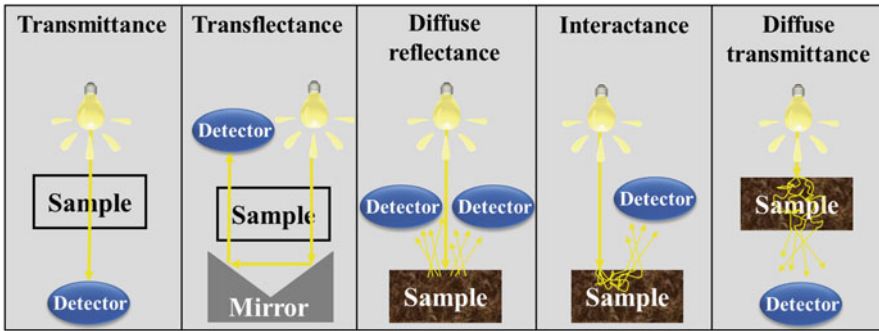 Transmittance
Sample
Detector
Transflectance
Detector
Sample
Mirror
Diffuse
reflectance
Detector
Detector
Sample
Interactance
Detector
Sample
Diffuse
transmittance
Sample
Detector